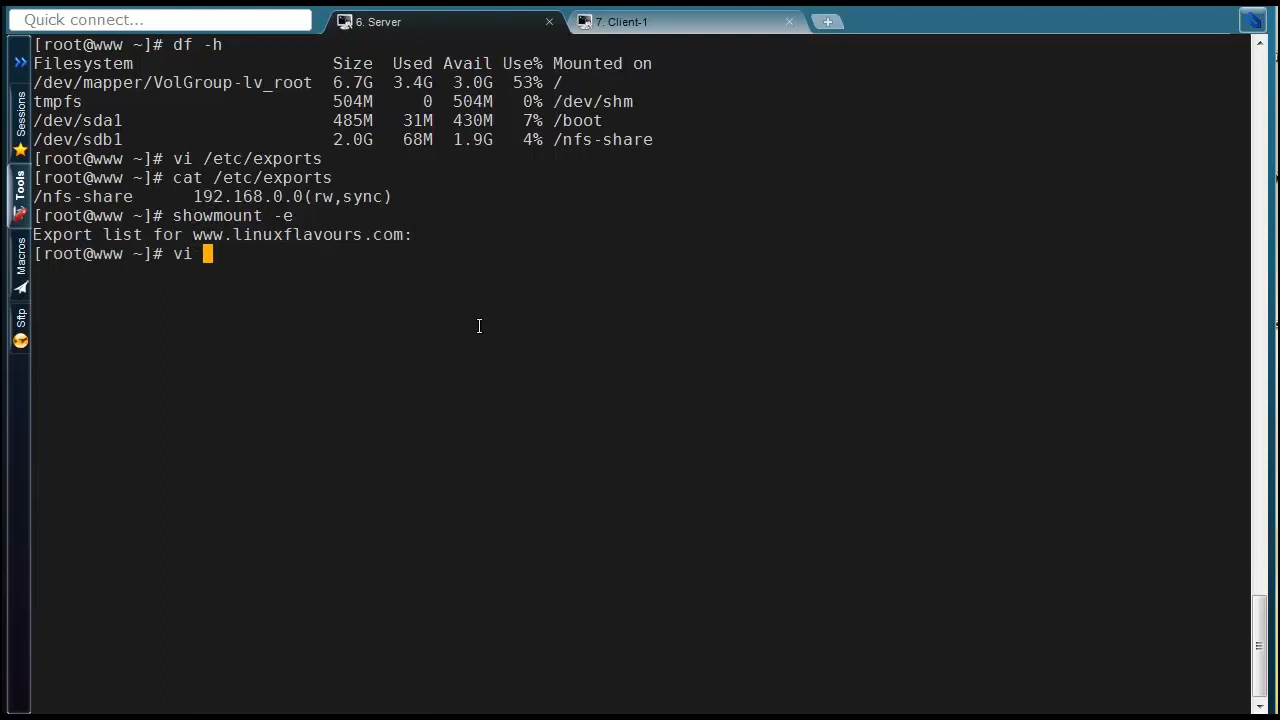 Quick connect...
6. Server
7. Client-1
Sessions
Tools
Macros
Sftp
[root@www ~]# df -h
Filesystem                    Size  Used Avail Use% Mounted on
/dev/mapper/VolGroup-lv_root  6.7G  3.4G  3.0G  53% /
tmpfs                         504M     0  504M   0% /dev/shm
/dev/sda1                     485M   31M  430M   7% /boot
/dev/sdb1                     2.0G   68M  1.9G   4% /nfs-share
[root@www ~]# vi /etc/exports
[root@www ~]# cat /etc/exports
/nfs-share      192.168.0.0(rw,sync)
[root@www ~]# showmount -e
Export list for www.linuxflavours.com:
[root@www ~]# vi